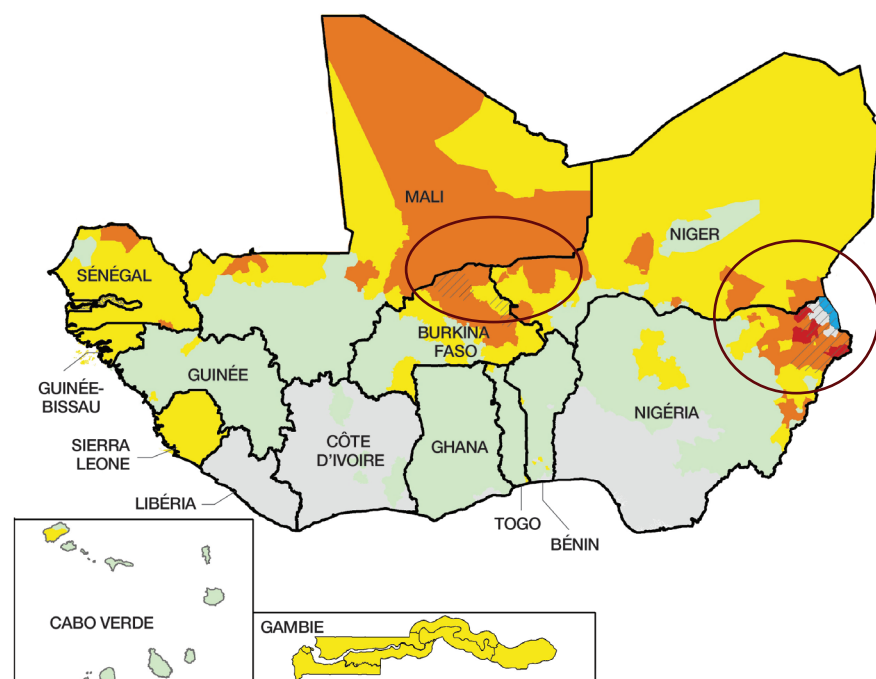 MALI
NIGER
SÉNÉGAL
BURKINA
FASO
GUINÉE
GUINÉE-
BISSAU
NIGÉRIA
CÔTE
D'IVOIRE
GHANA
SIERRA
LEONE
LIBÉRIA
TOGO
BÉNIN
CABO VERDE
GAMBIE